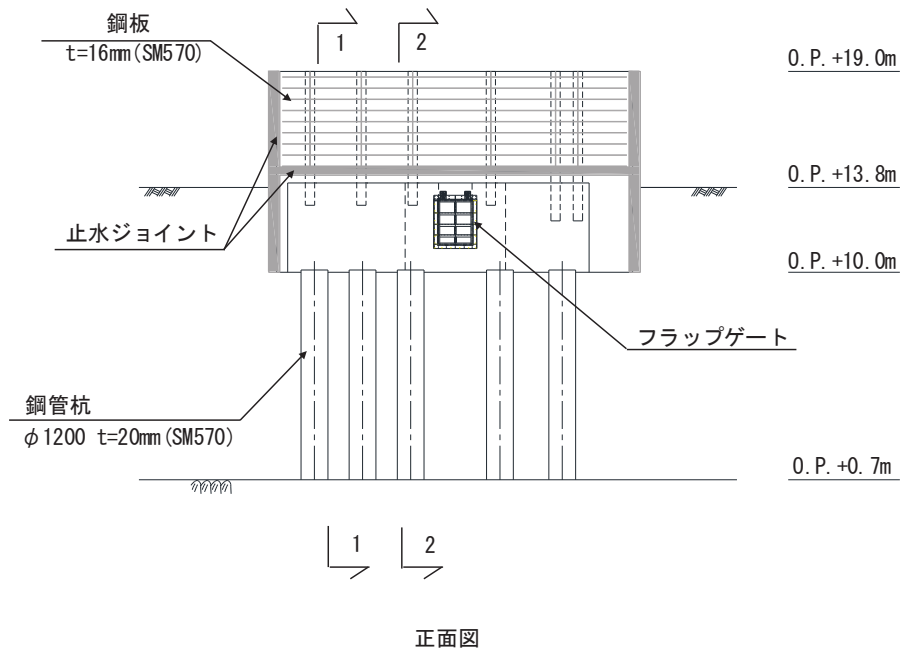 鋼板
t=16mm(SM570)
1
2
O.P.+19.0m
O.P.+13.8m
止水ジョイント
O.P.+10.0m
フラップゲート
鋼管杭
φ1200 t=20mm(SM570)
O.P.+0.7m
1
2
正面図